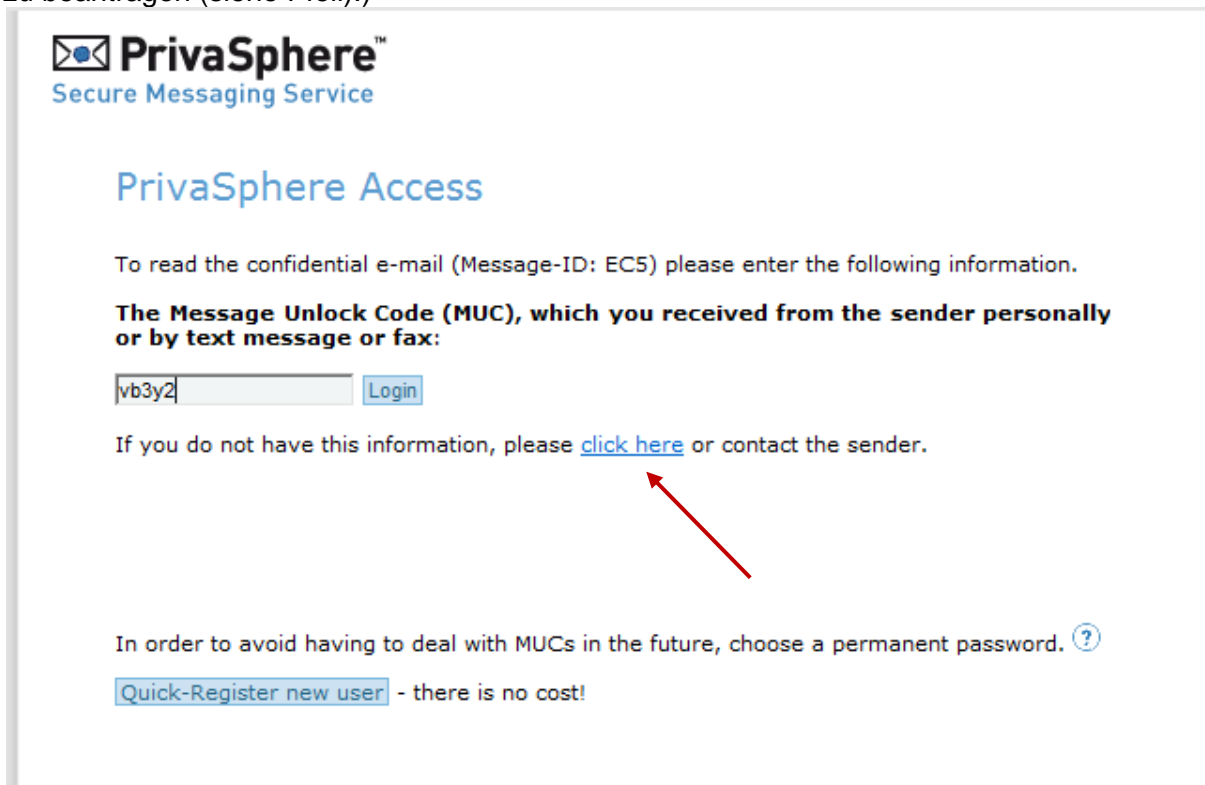 zu beantragen (siehe Pfeil).)
PrivaSphere™
Secure Messaging Service
PrivaSphere Access
To read the confidential e-mail (Message-ID: EC5) please enter the following information.
The Message Unlock Code (MUC), which you received from the sender personally
or by text message or fax:
vb3y2 Login
If you do not have this information, please click here or contact the sender.
In order to avoid having to deal with MUCs in the future, choose a permanent password. ?
Quick-Register new user - there is no cost!